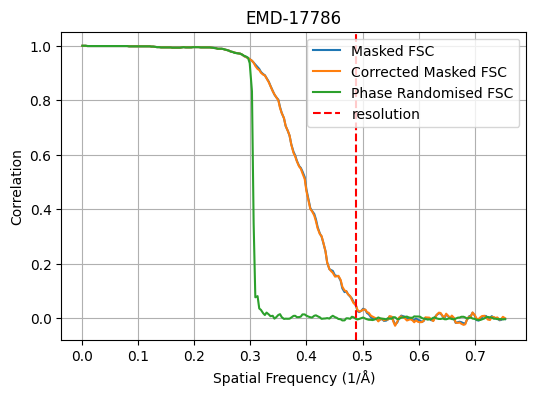 EMD-17786
Masked FSC
Corrected Masked FSC
Phase Randomised FSC
resolution
Correlation
1.0
0.8
0.6
0.4
0.2
0.0
0.0 0.1 0.2 0.3 0.4 0.5 0.6 0.7
Spatial Frequency (1/Å)